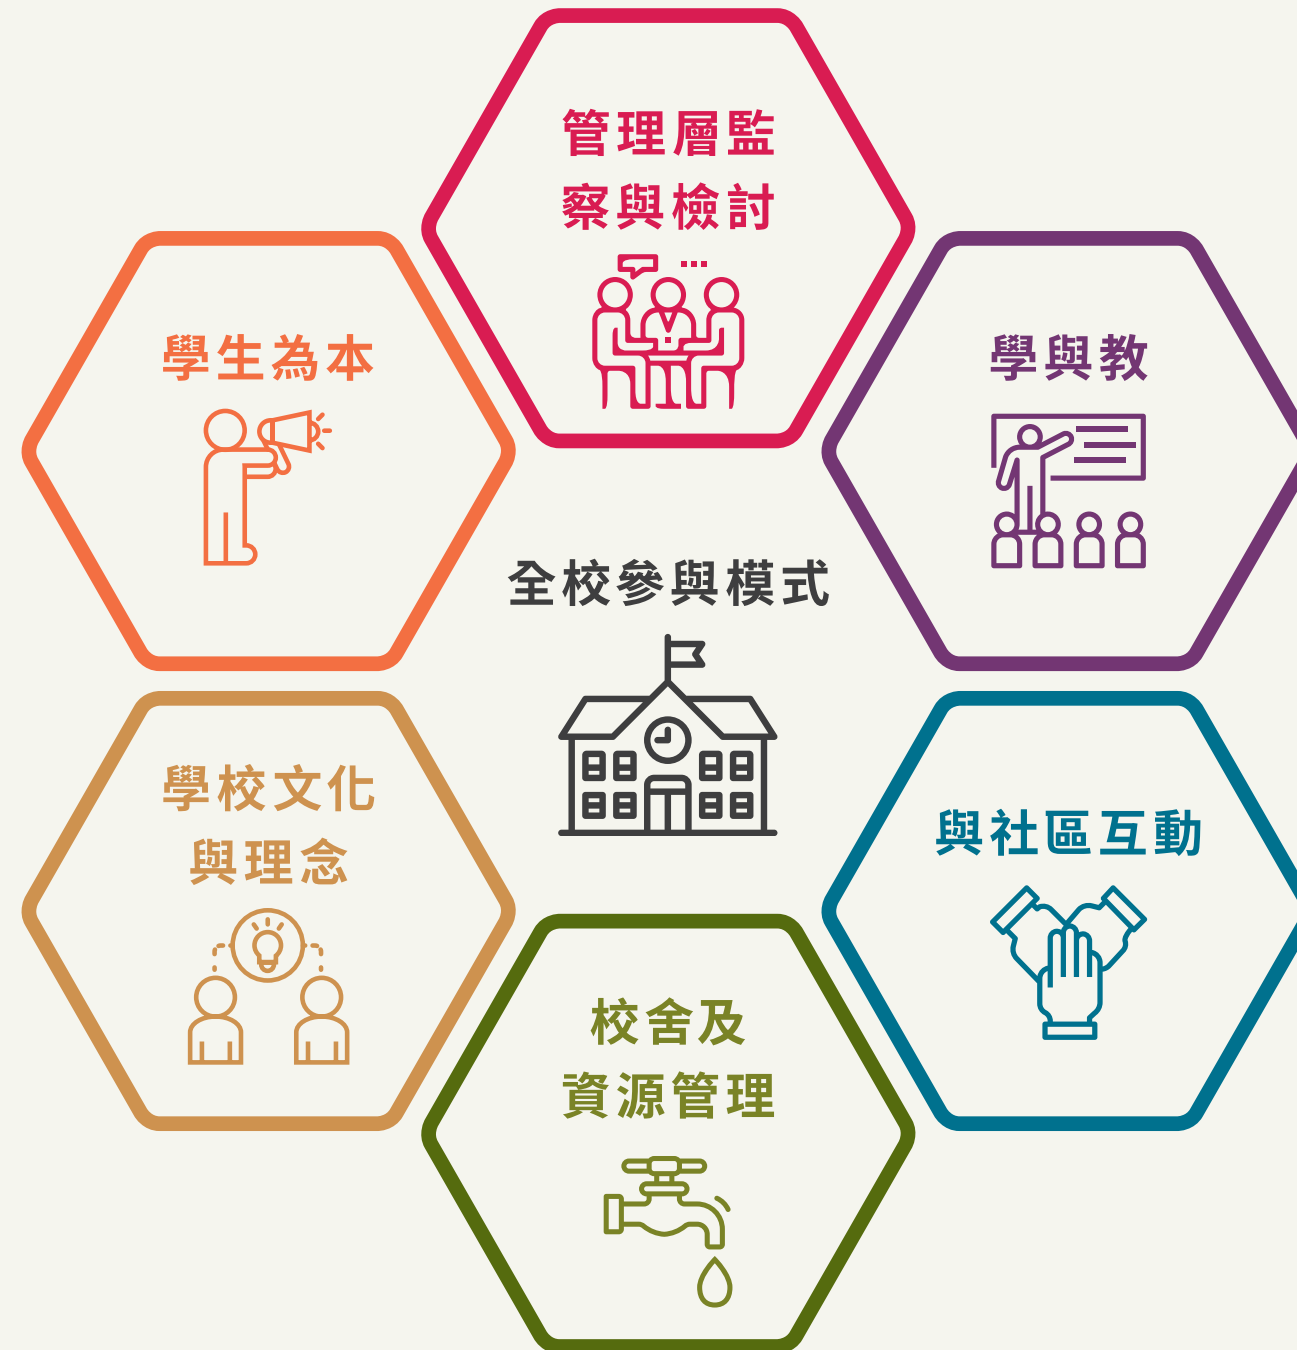 管理層監
察與檢討
學生為本
學與教
全校參與模式
學校文化
與理念
與社區互動
校舍及
資源管理